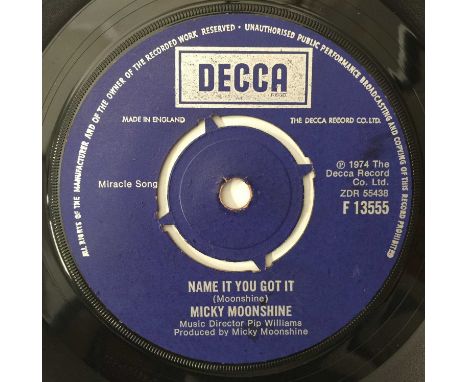 ALL RIGHTS OF THE MANUFACTURER AND OF THE OWNER OF THE RECORDED WORK RESERVED • UNAUTHORISED PUBLIC PERFORMANCE BROADCASTING AND COPYING OF THIS RECORD PROHIBITED
DECCA
MADE IN ENGLAND
THE DECCA RECORD CO. LTD.
℗ 1974 The
Decca Record
Co. Ltd.
ZDR 55438
F 13555
Miracle Song
NAME IT YOU GOT IT
(Moonshine)
MICKY MOONSHINE
Music Director Pip Williams
Produced by Micky Moonshine